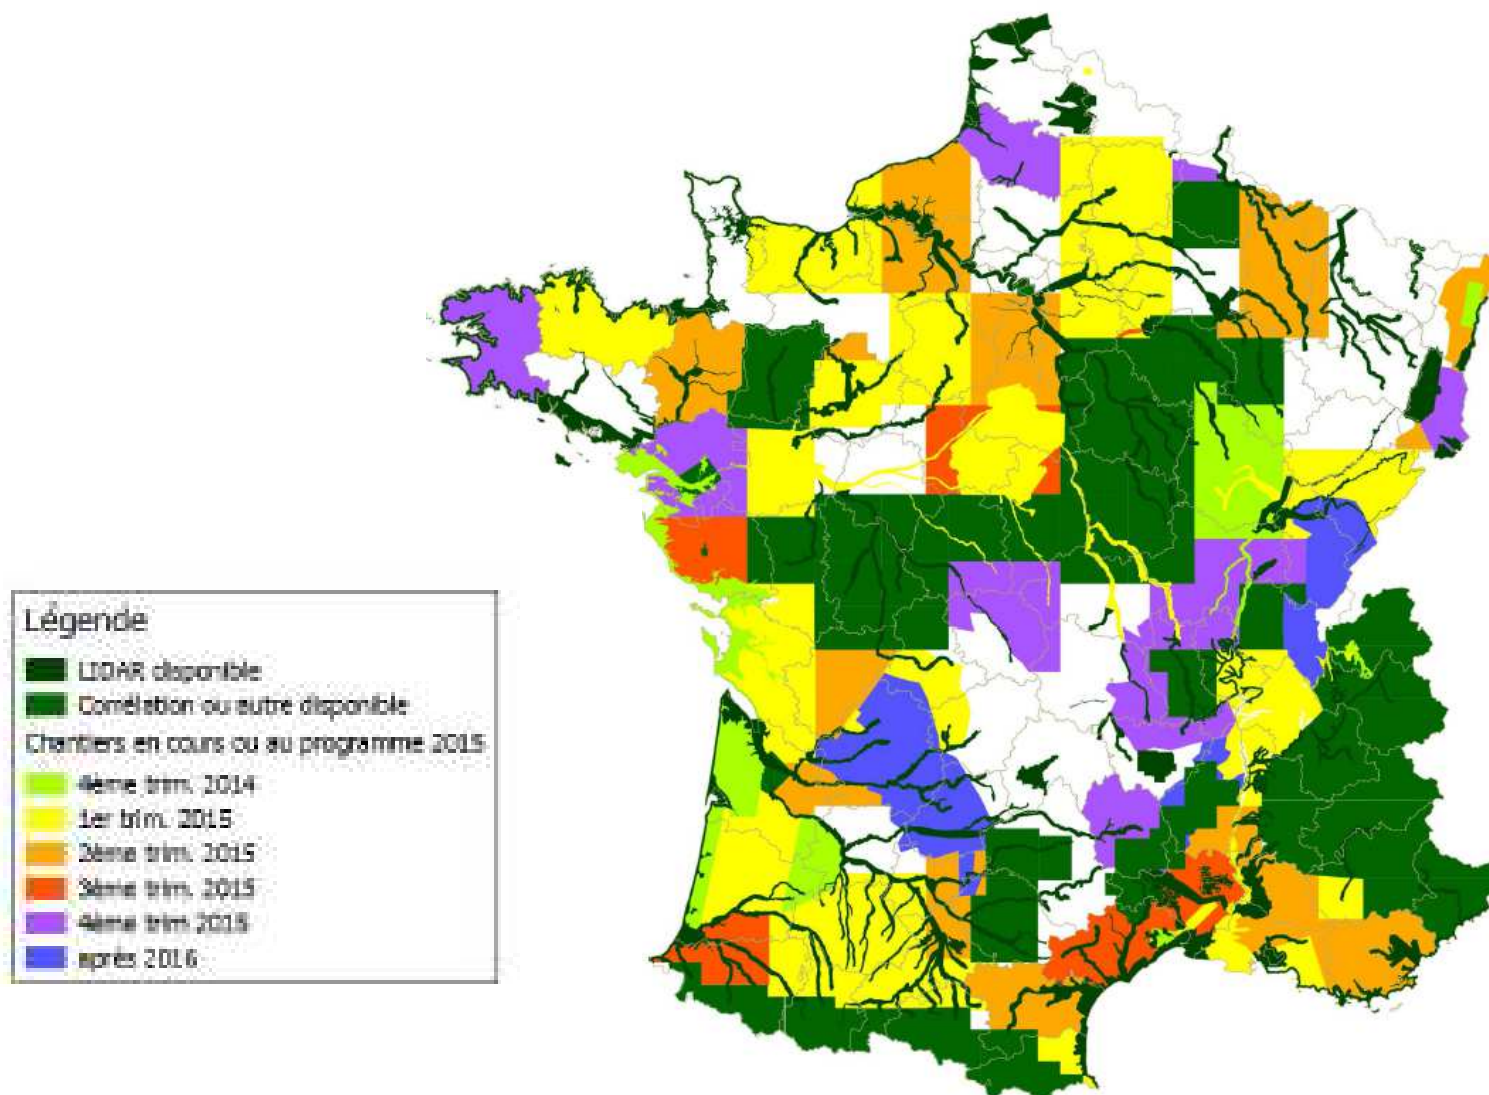 Légende
LIDAR disponible
Corrélation ou autre disponible
Chantiers en cours ou au programme 2015
4ème trim. 2014
1er trim. 2015
2ème trim. 2015
3ème trim. 2015
4ème trim 2015
après 2016